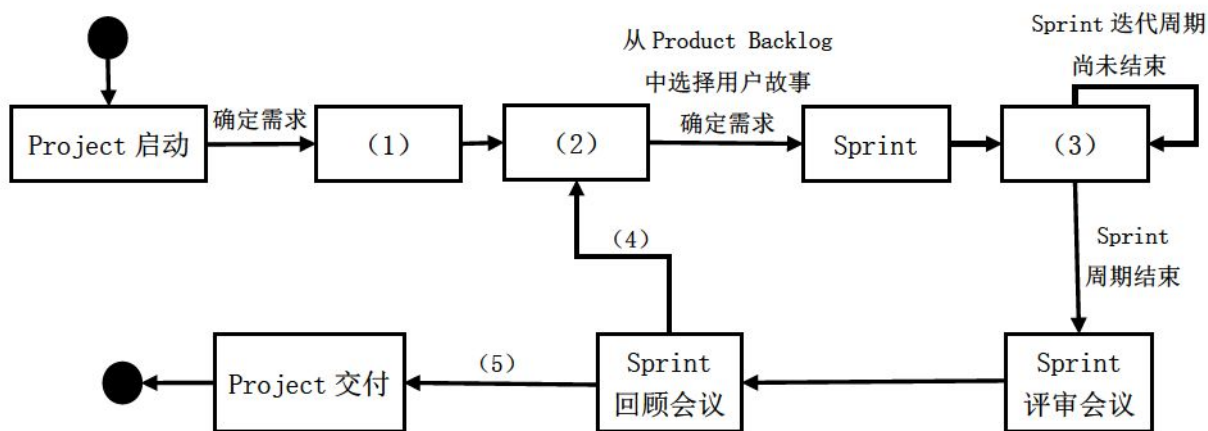 Project 启动
确定需求
（1）
（2）
从 Product Backlog
中选择用户故事
确定需求
Sprint
（3）
Sprint 迭代周期
尚未结束
（4）
Sprint
周期结束
Project 交付
（5）
Sprint
回顾会议
Sprint
评审会议